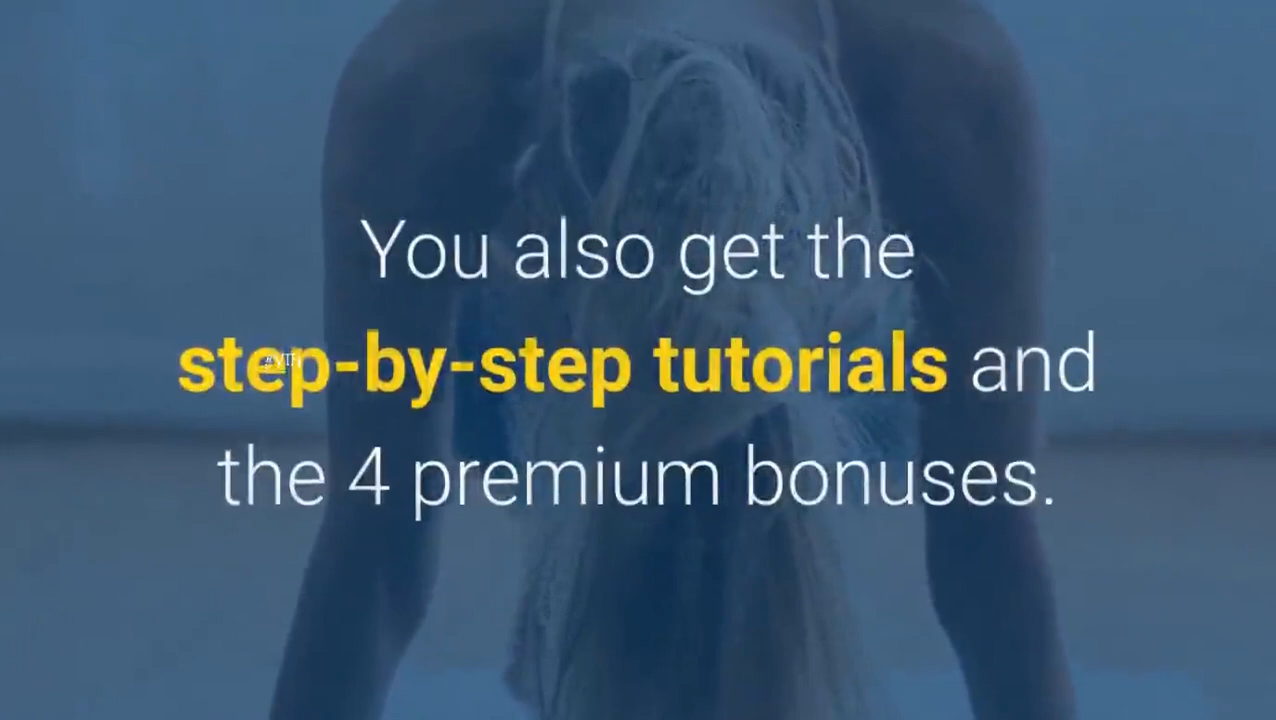 You also get the
step-by-step tutorials and
the 4 premium bonuses.